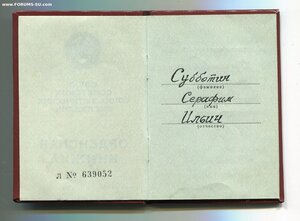 www.FORUMS-SU.com
Субботин
(фамилия)
Серафим
(имя)
Ильич
(отчество)
Л № 639052